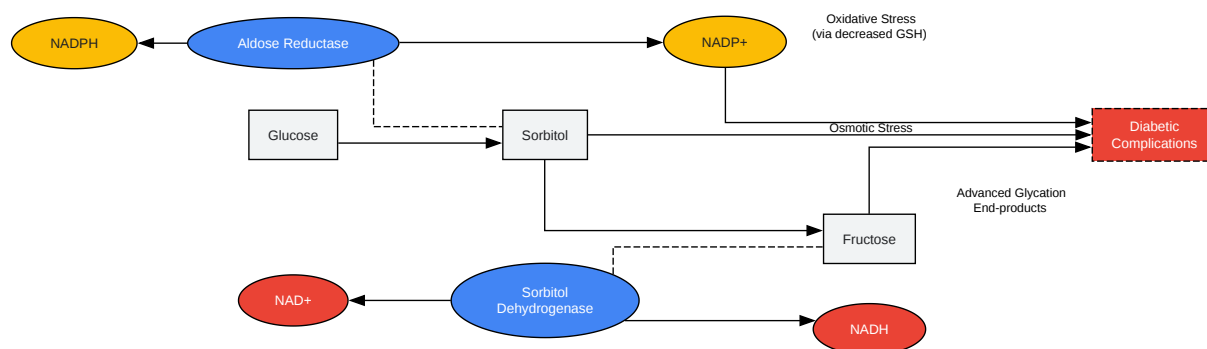 Oxidative Stress
(via decreased GSH)
NADPH
Aldose Reductase
NADP+
Glucose
Sorbitol
Osmotic Stress
Diabetic
Complications
Advanced Glycation
End-products
Fructose
NAD+
Sorbitol
Dehydrogenase
NADH